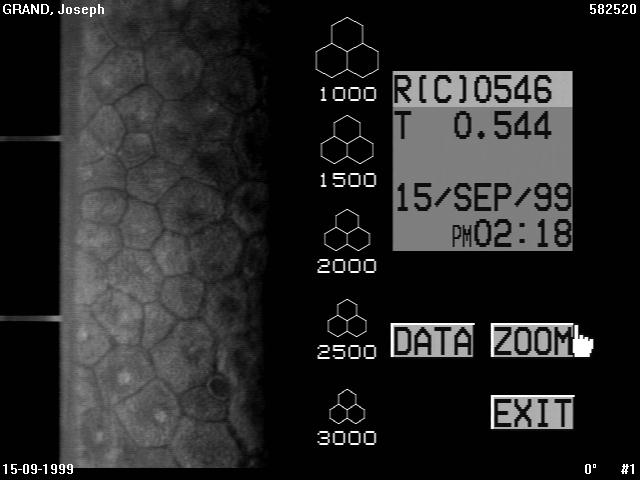 GRAND, Joseph
582520
1000
1500
2000
2500
3000
R[C]0546
T 0.544
15/SEP/99
PM02:18
DATA ZOOM
EXIT
15-09-1999
0° #1